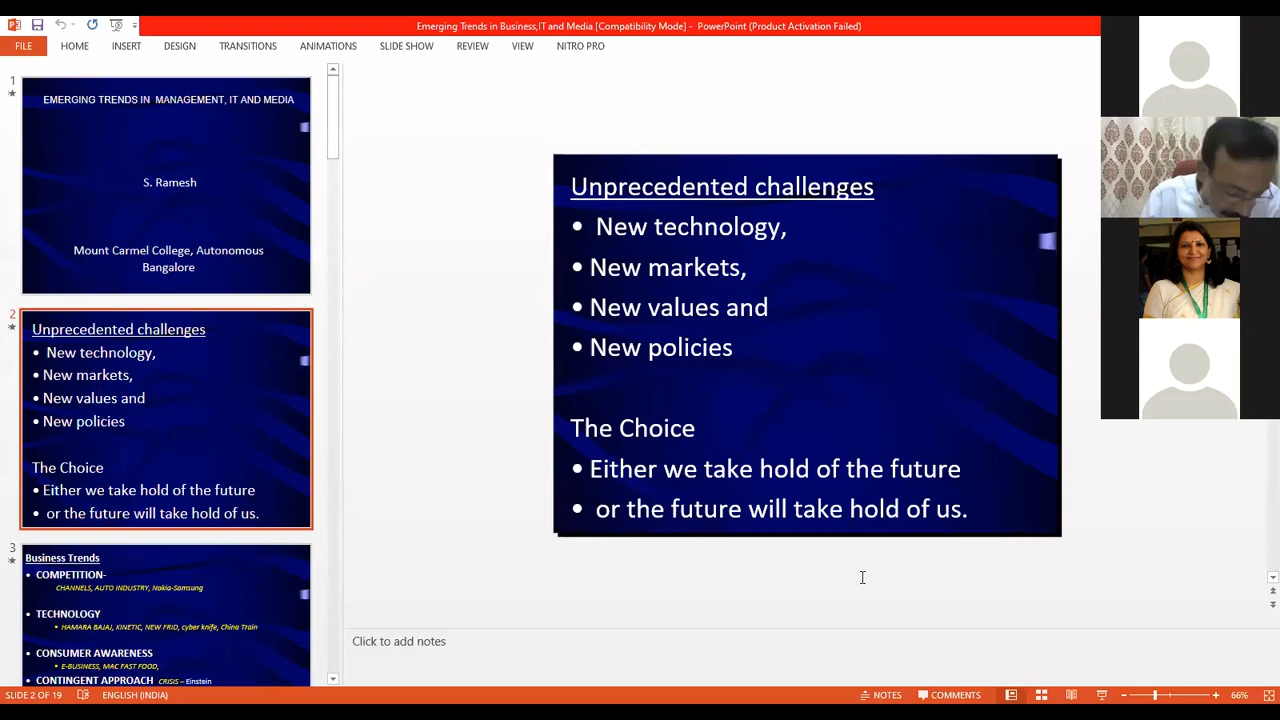 Emerging Trends in Business,IT and Media [Compatibility Mode] - PowerPoint (Product Activation Failed)
FILE HOME INSERT DESIGN TRANSITIONS ANIMATIONS SLIDE SHOW REVIEW VIEW NITRO PRO
1
EMERGING TRENDS IN MANAGEMENT, IT AND MEDIA
S. Ramesh
Mount Carmel College, Autonomous
Bangalore
2
Unprecedented challenges
• New technology,
• New markets,
• New values and
• New policies
The Choice
• Either we take hold of the future
• or the future will take hold of us.
3
Business Trends
• COMPETITION-
CHANNELS, AUTO INDUSTRY, Nokia-Samsung
• TECHNOLOGY
• HAMARA BAJAJ, KINETIC, NEW FRID, cyber knife, China Train
• CONSUMER AWARENESS
• E-BUSINESS, MAC FAST FOOD,
• CONTINGENT APPROACH CRISIS – Einstein
Unprecedented challenges
• New technology,
• New markets,
• New values and
• New policies
The Choice
• Either we take hold of the future
• or the future will take hold of us.
Click to add notes
SLIDE 2 OF 19 ENGLISH (INDIA) NOTES COMMENTS 66%